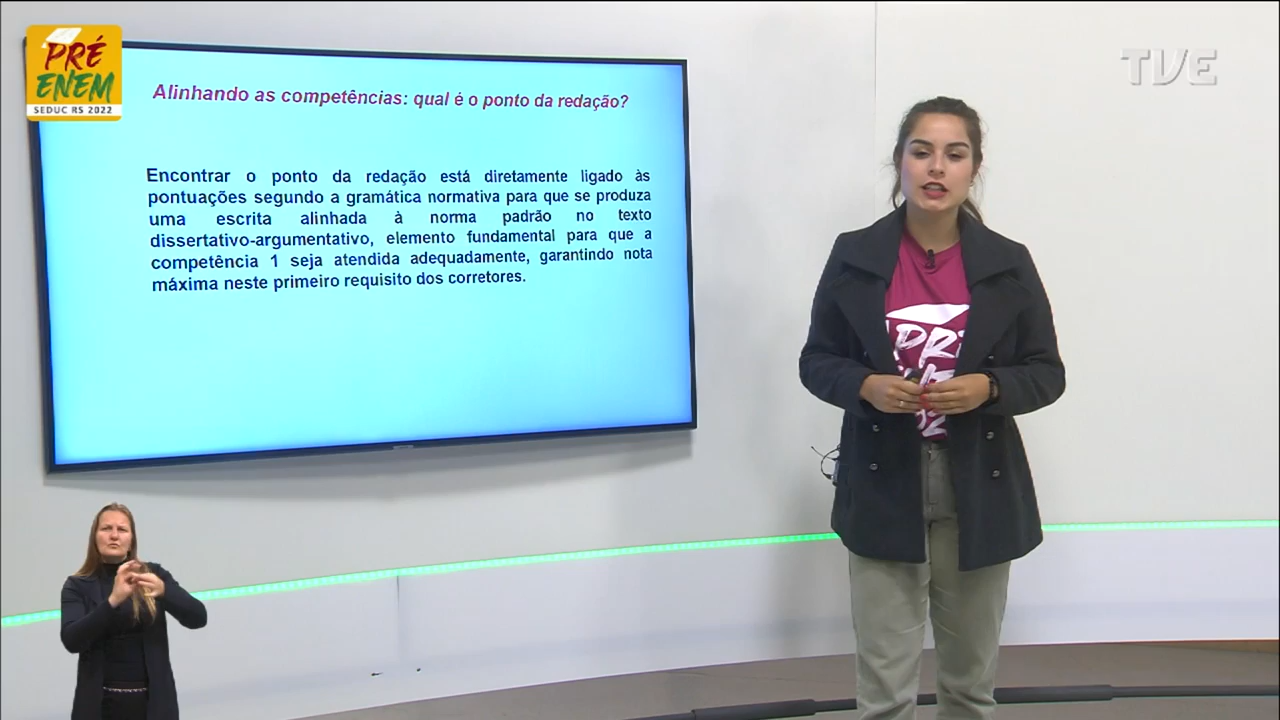 PRÉ
ENEM
SEDUC RS 2022
TVE
Alinhando as competências: qual é o ponto da redação?
Encontrar o ponto da redação está diretamente ligado às
pontuações segundo a gramática normativa para que se produza
uma escrita alinhada à norma padrão no texto
dissertativo-argumentativo, elemento fundamental para que a
competência 1 seja atendida adequadamente, garantindo nota
máxima neste primeiro requisito dos corretores.